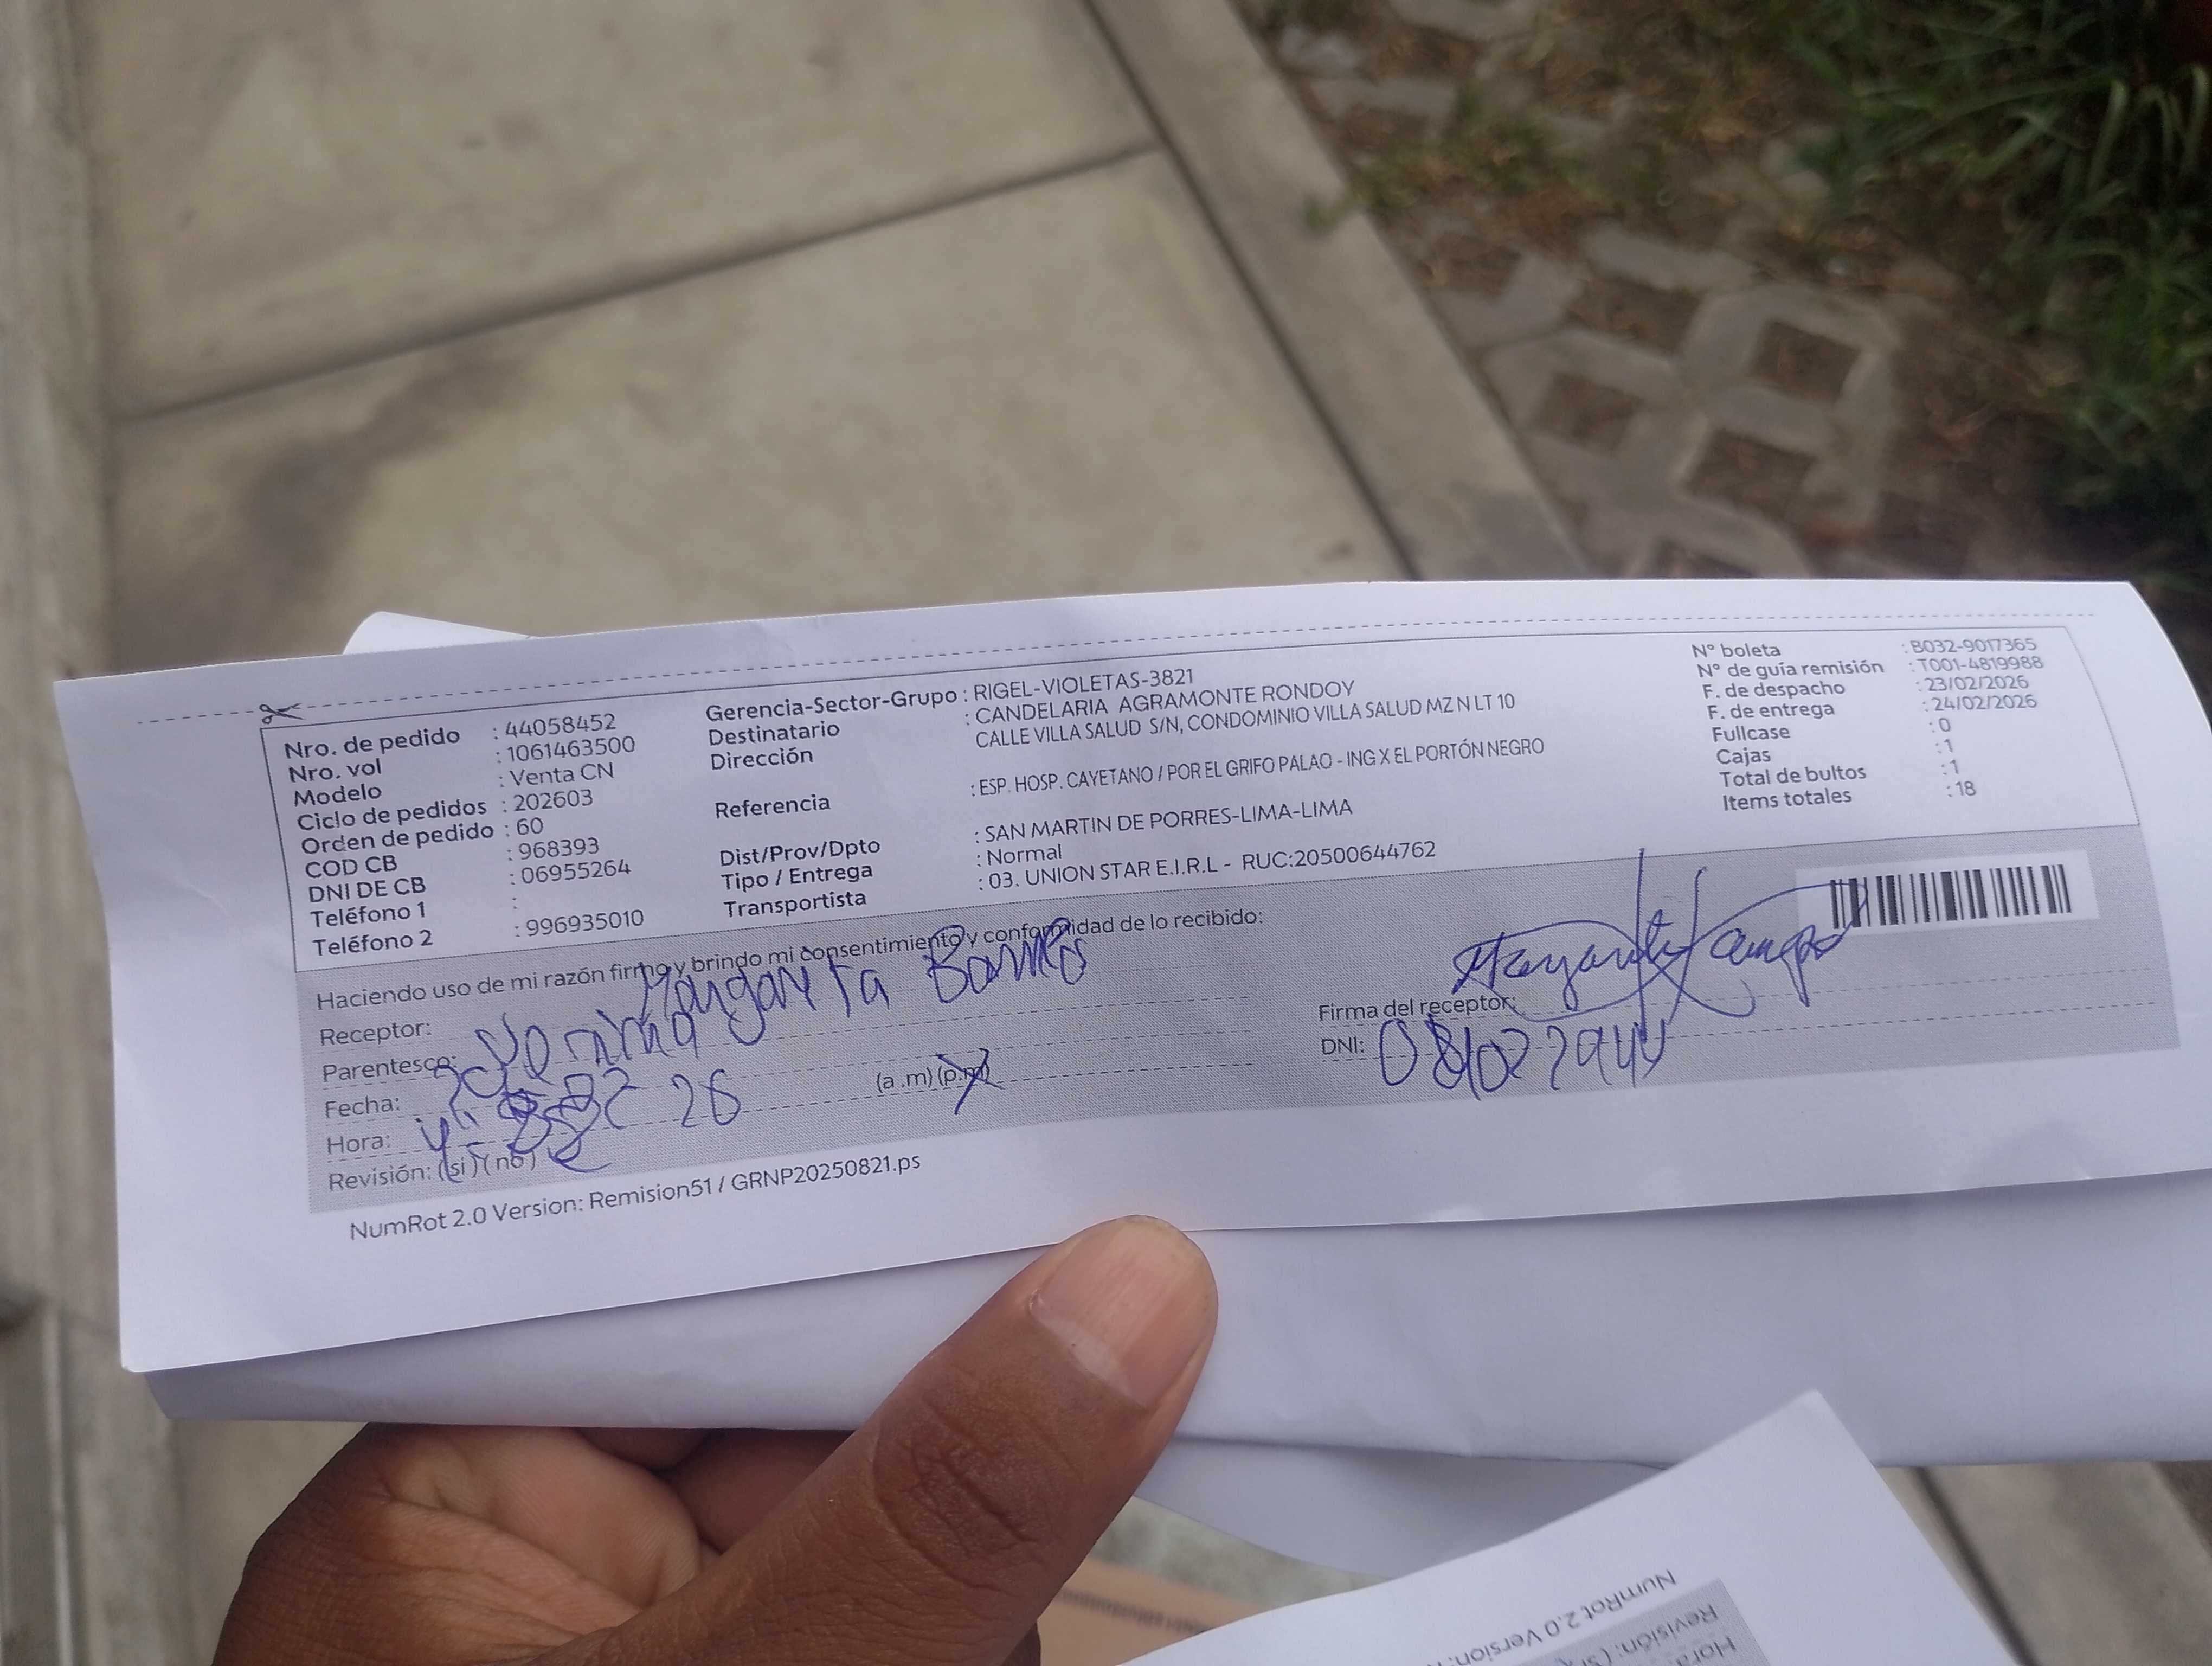 Nro. de pedido : 44058452
Nro. vol : 1061463500
Modelo : Venta CN
Ciclo de pedidos : 202603
Orden de pedido : 60
COD CB : 968393
DNI DE CB : 06955264
Teléfono 1 :
Teléfono 2 : 996935010
Gerencia-Sector-Grupo : RIGEL-VIOLETAS-3821
Destinatario : CANDELARIA AGRAMONTE RONDOY
Dirección CALLE VILLA SALUD S/N, CONDOMINIO VILLA SALUD MZ N LT 10
Referencia : ESP. HOSP. CAYETANO / POR EL GRIFO PALAO - ING X EL PORTÓN NEGRO
Dist/Prov/Dpto : SAN MARTIN DE PORRES-LIMA-LIMA
Tipo / Entrega : Normal
Transportista : 03. UNION STAR E.I.R.L - RUC:20500644762
N° boleta : B032-9017365
N° de guía remisión : T001-4819988
F. de despacho : 23/02/2026
F. de entrega : 24/02/2026
Fullcase : 0
Cajas : 1
Total de bultos : 1
Items totales : 18
Haciendo uso de mi razón firmo y brindo mi consentimiento y conformidad de lo recibido:
Receptor: Margarita
Parentesco:
Fecha: 26
Hora: (a .m) (p.m)
Revisión: (si) (no)
Firma del receptor:
DNI:
NumRot 2.0 Version: Remision51 / GRNP20250821.ps
NumRot 2.0 Version:
Revisión:
Hora: